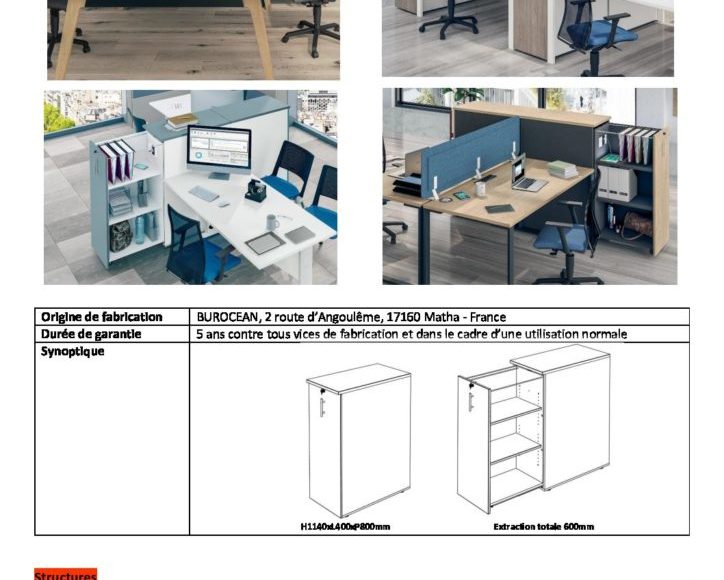 Origine de fabrication BUROCEAN, 2 route d’Angoulême, 17160 Matha - France
Durée de garantie 5 ans contre tous vices de fabrication et dans le cadre d’une utilisation normale
Synoptique
H1140xL400xP800mm Extraction totale 600mm
Structures